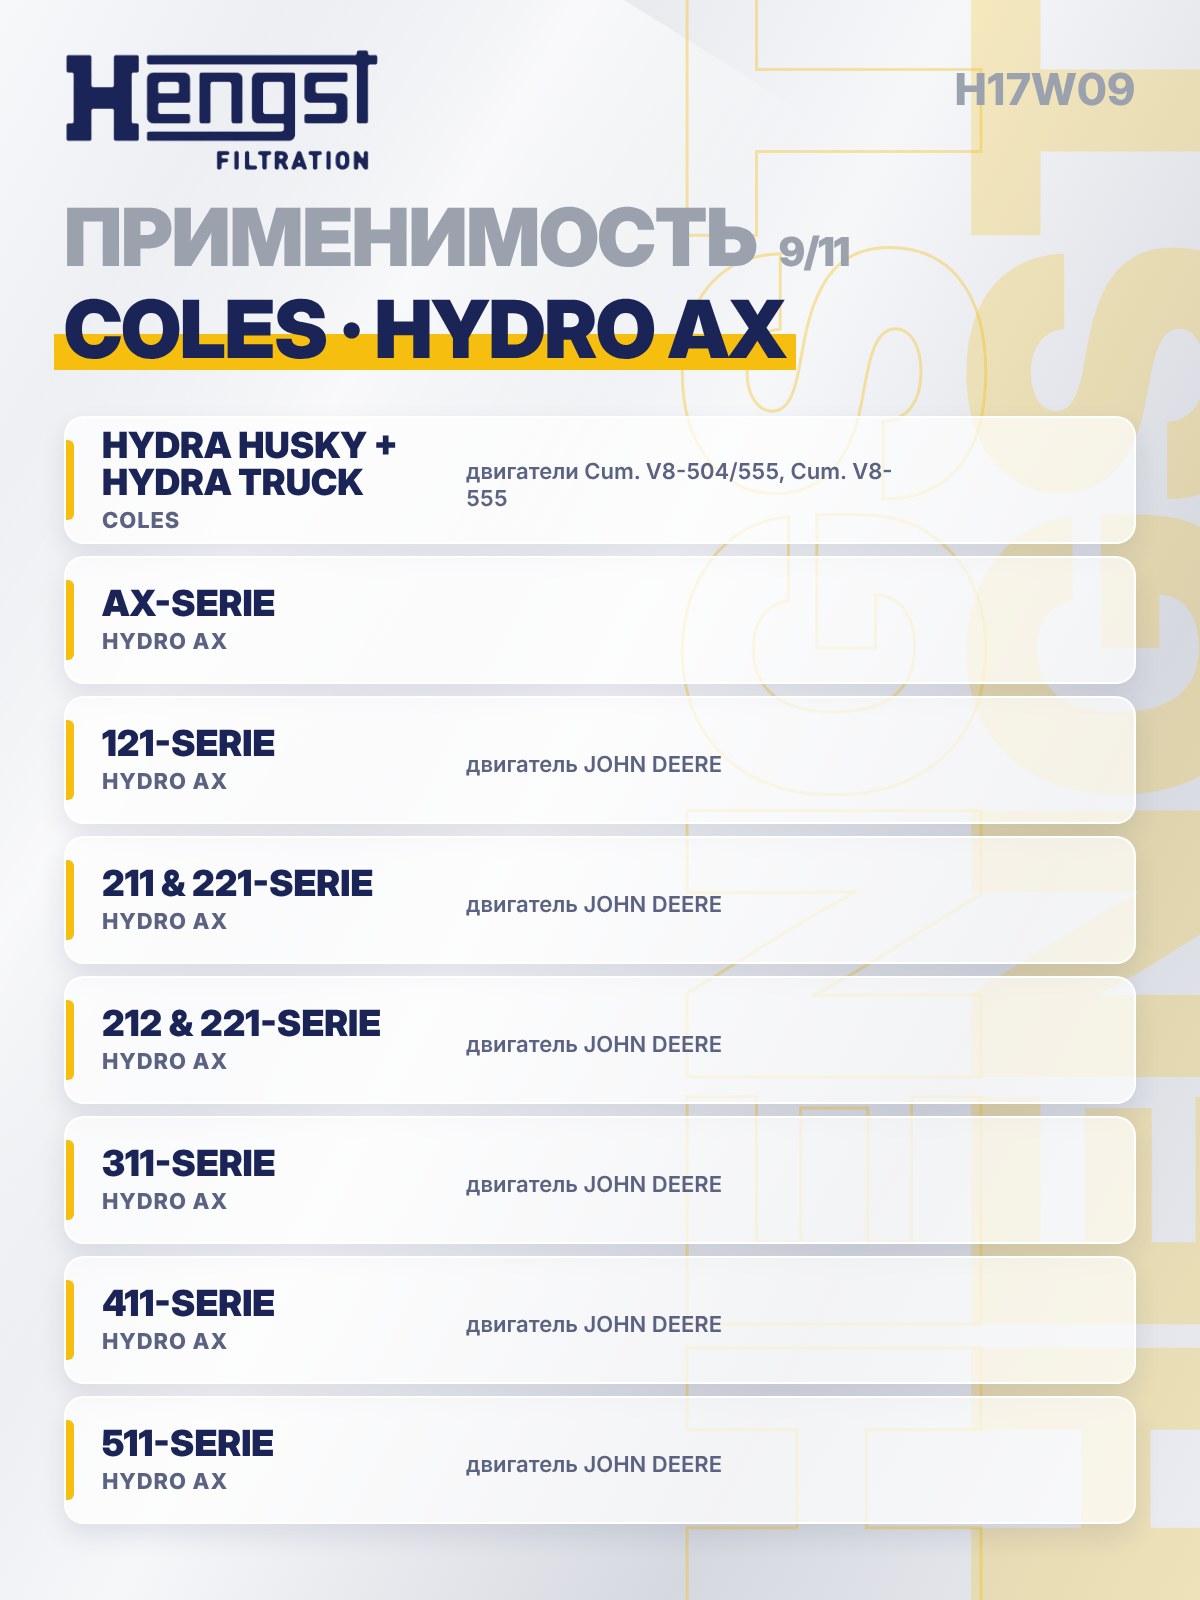 Hengst
FILTRATION
H17W09
ПРИМЕНИМОСТЬ 9/11
COLES · HYDRO AX
HYDRA HUSKY +
HYDRA TRUCK
COLES
двигатели Cum. V8-504/555, Cum. V8-
555
AX-SERIE
HYDRO AX
121-SERIE
HYDRO AX
двигатель JOHN DEERE
211 & 221-SERIE
HYDRO AX
двигатель JOHN DEERE
212 & 221-SERIE
HYDRO AX
двигатель JOHN DEERE
311-SERIE
HYDRO AX
двигатель JOHN DEERE
411-SERIE
HYDRO AX
двигатель JOHN DEERE
511-SERIE
HYDRO AX
двигатель JOHN DEERE
HENGST
HENGST